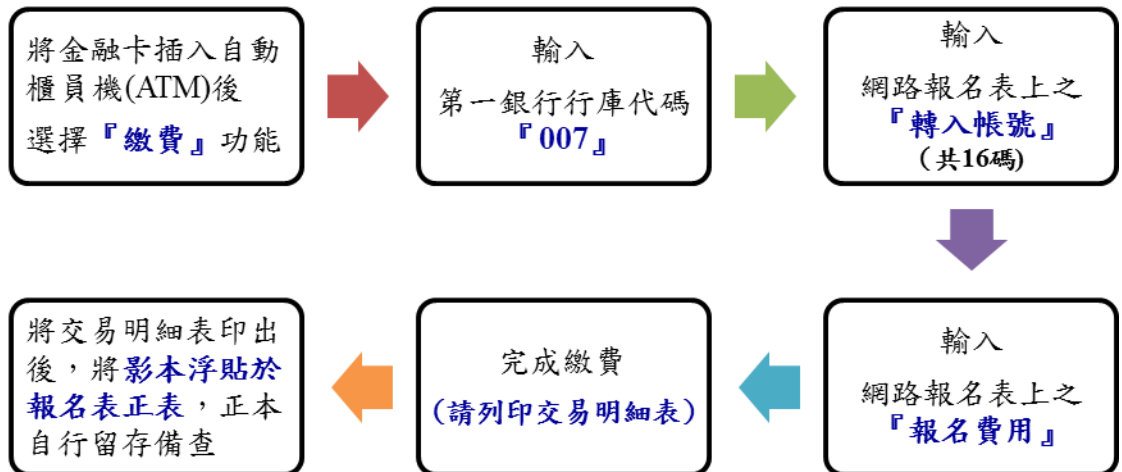 將金融卡插入自動
櫃員機(ATM)後
選擇『繳費』功能
輸入
第一銀行行庫代碼
『007』
輸入
網路報名表上之
『轉入帳號』
(共16碼)
輸入
網路報名表上之
『報名費用』
完成繳費
(請列印交易明細表)
將交易明細表印出
後，將影本浮貼於
報名表正表，正本
自行留存備查